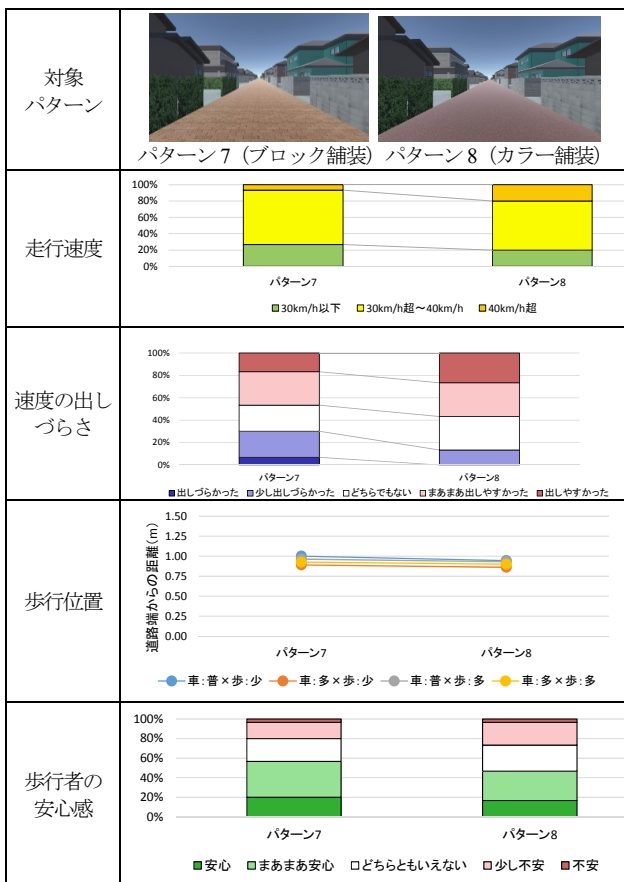 対象
パターン
パターン7（ブロック舗装） パターン8（カラー舗装）
走行速度
100%
80%
60%
40%
20%
0%
パターン7 パターン8
30km/h以下 30km/h超～40km/h 40km/h超
速度の出し
づらさ
100%
80%
60%
40%
20%
0%
パターン7 パターン8
出しづらかった 少し出しづらかった どちらでもない まあまあ出しやすかった 出しやすかった
歩行位置
道路端からの距離(m)
1.50
1.25
1.00
0.75
0.50
0.25
0.00
パターン7 パターン8
車:普×歩:少 車:多×歩:少 車:普×歩:多 車:多×歩:多
歩行者の
安心感
100%
80%
60%
40%
20%
0%
パターン7 パターン8
安心 まあまあ安心 どちらともいえない 少し不安 不安